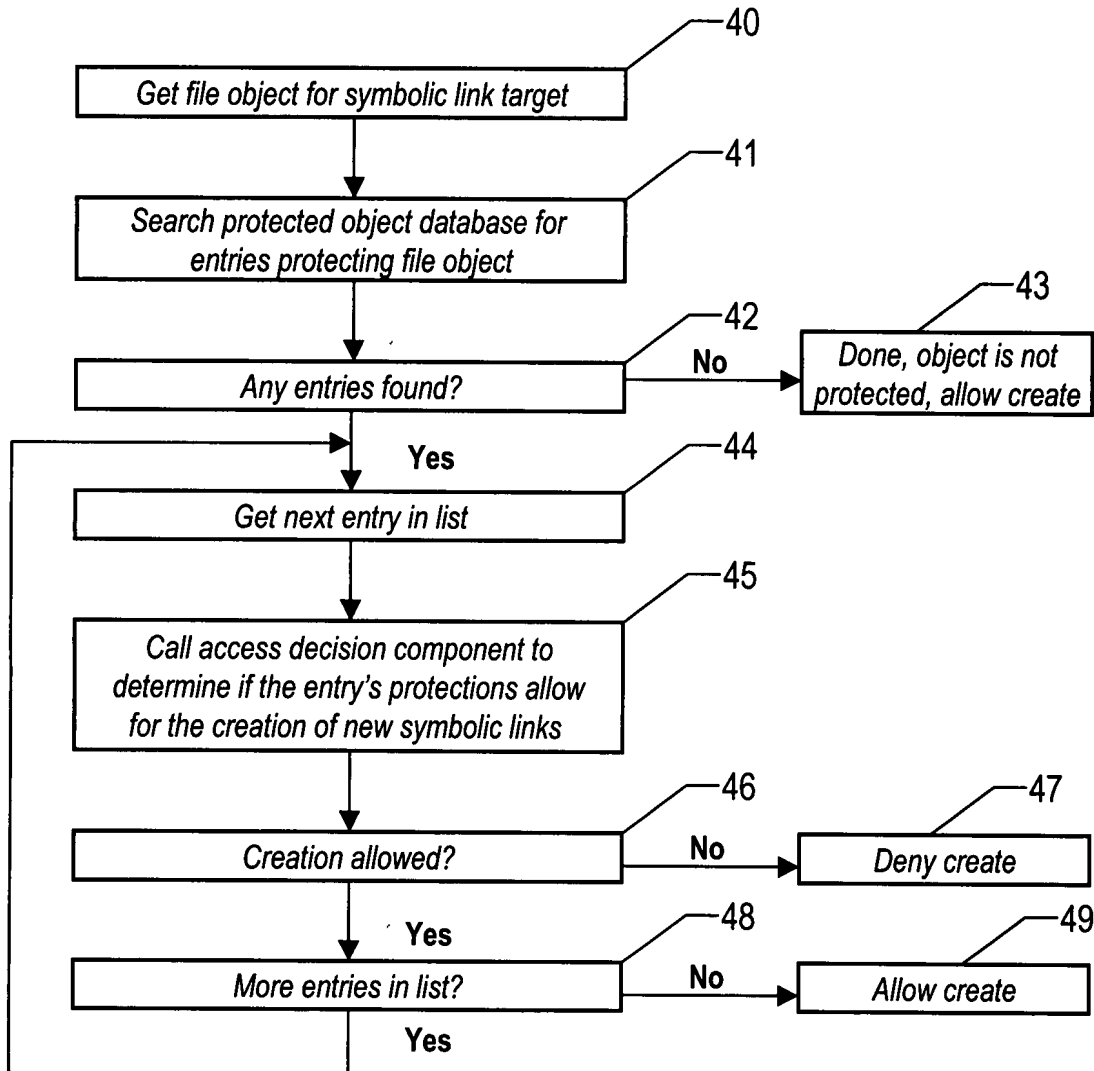 40
Get file object for symbolic link target
41
Search protected object database for
entries protecting file object
42
Any entries found?
No
43
Done, object is not
protected, allow create
Yes
44
Get next entry in list
45
Call access decision component to
determine if the entry's protections allow
for the creation of new symbolic links
46
Creation allowed?
No
47
Deny create
Yes
48
More entries in list?
No
49
Allow create
Yes